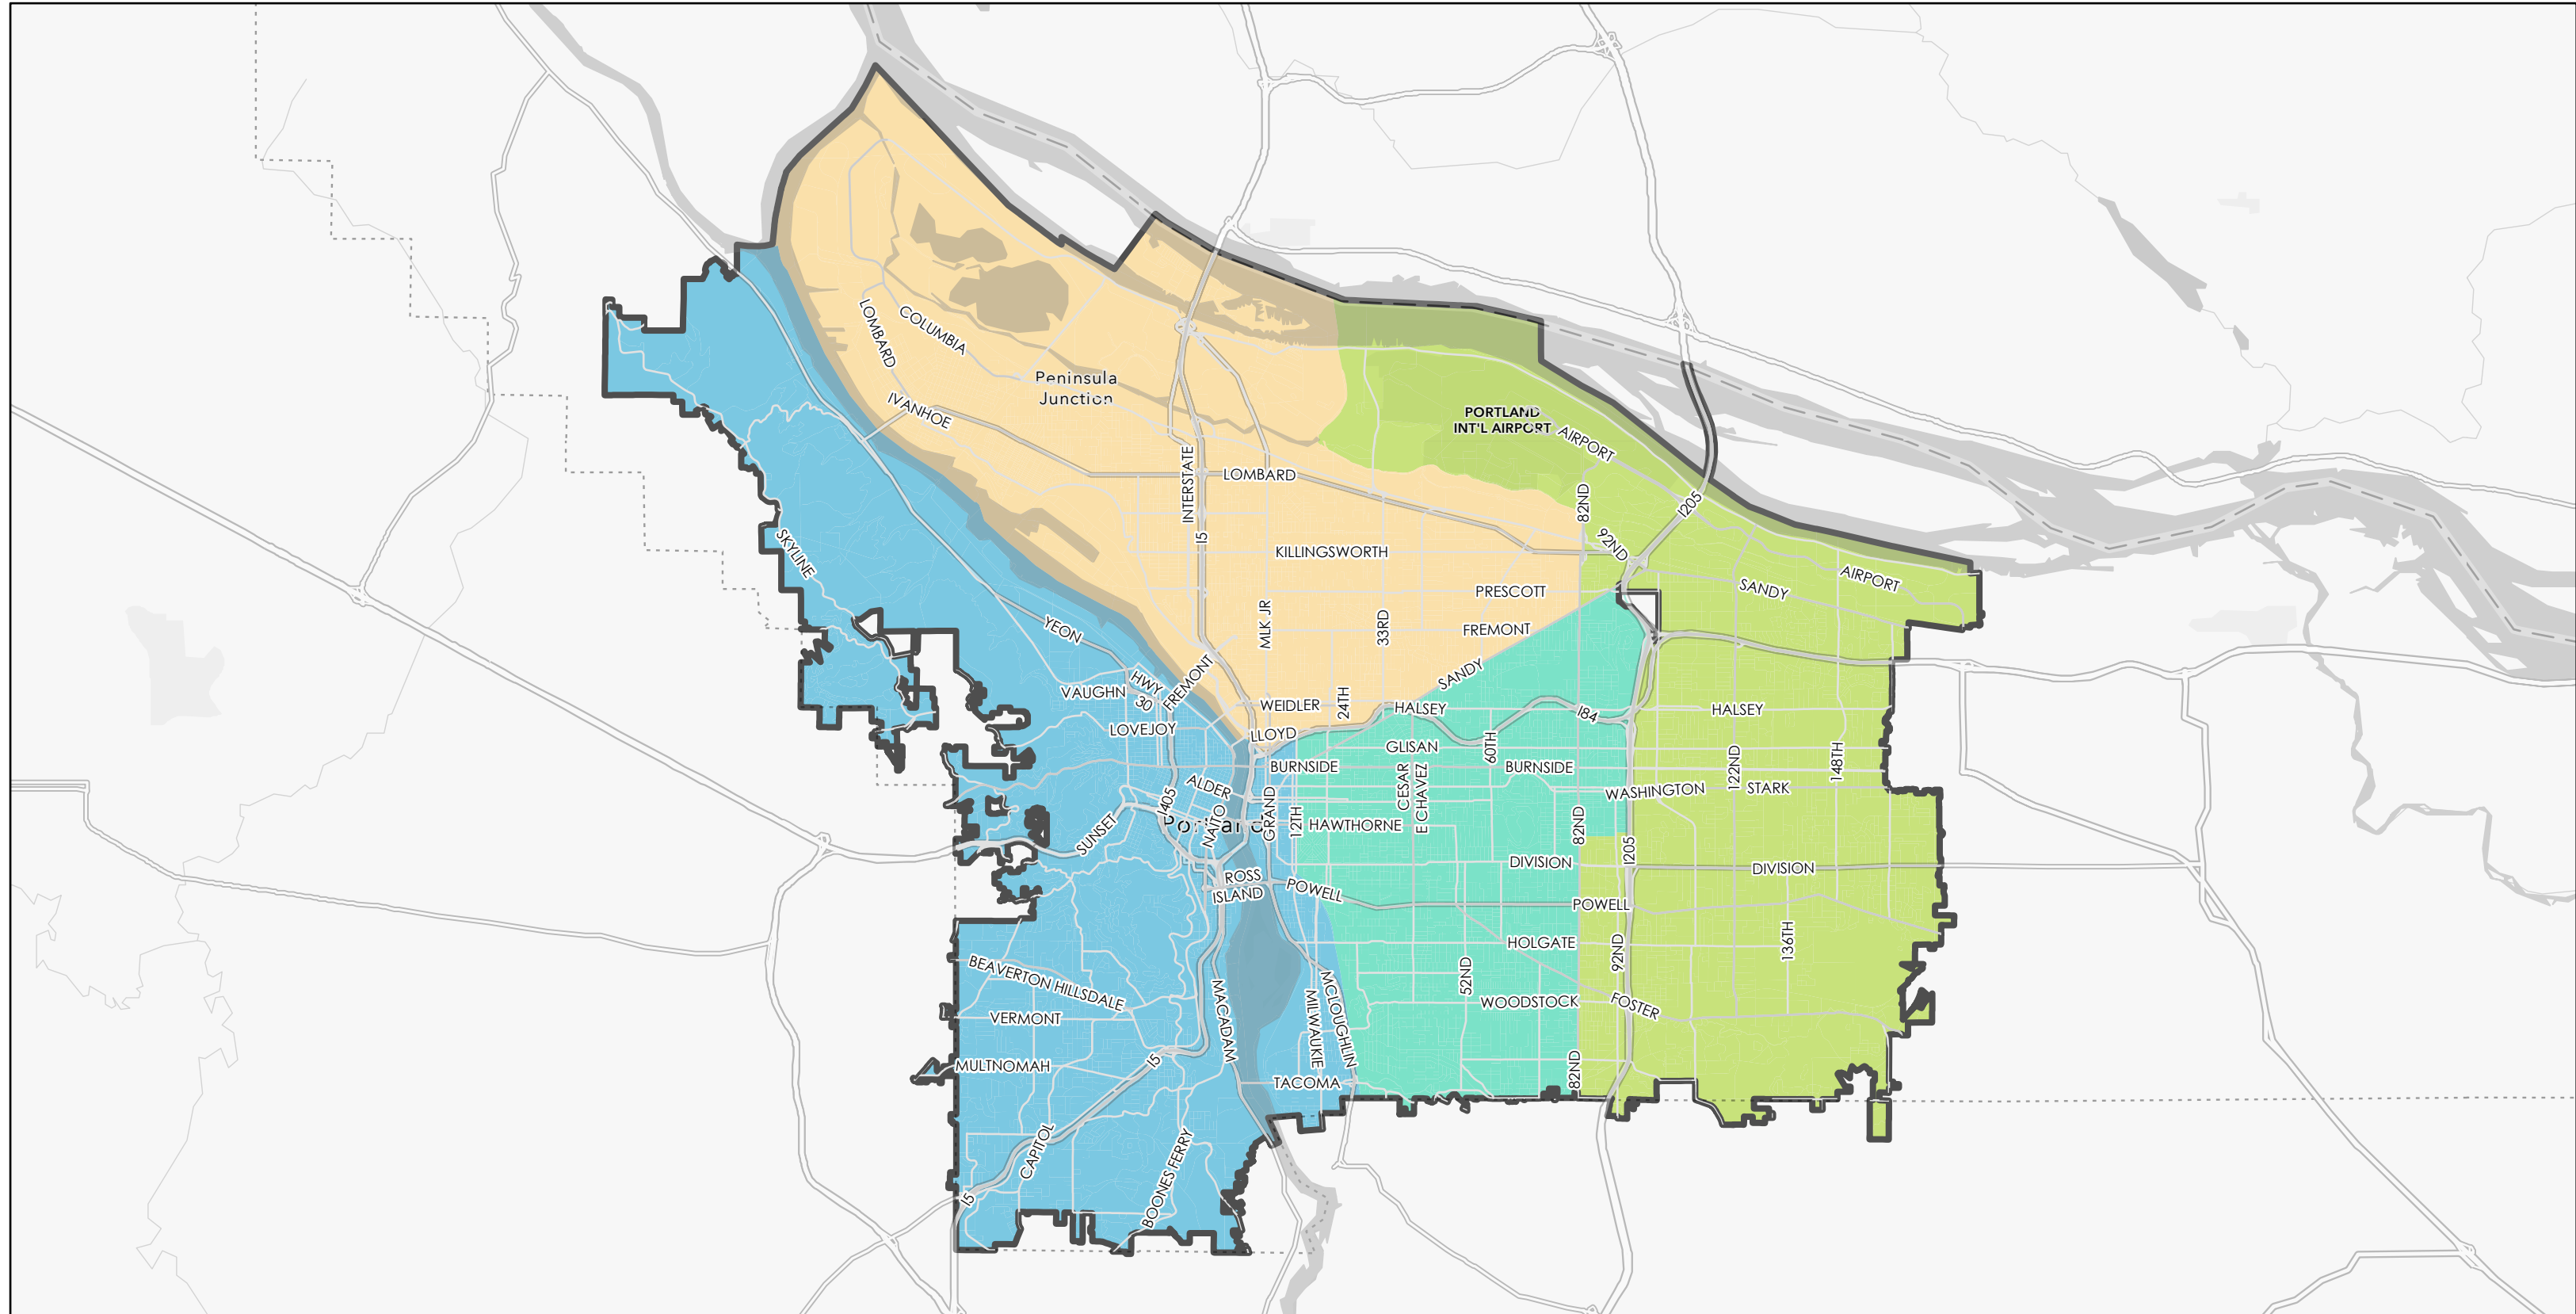 LOMBARD
COLUMBIA
Peninsula
Junction
IVANHOE
PORTLAND
INT'L AIRPORT
AIRPORT
INTERSTATE
LOMBARD
82ND
I205
I5
SKYLINE
KILLINGSWORTH
92ND
PRESCOTT
SANDY
AIRPORT
YEON
MLK JR
33RD
FREMONT
SANDY
HWY
30
FREMONT
VAUGHN
WEIDLER
24TH
HALSEY
I84
HALSEY
LOVEJOY
LLOYD
GLISAN
60TH
BURNSIDE
BURNSIDE
122ND
148TH
ALDER
CESAR
E CHAVEZ
WASHINGTON
STARK
I405
NAITO
GRAND
12TH
Portland
HAWTHORNE
82ND
SUNSET
I205
DIVISION
DIVISION
ROSS
ISLAND
POWELL
POWELL
HOLGATE
92ND
136TH
BEAVERTON HILLSDALE
52ND
MACADAM
MILWAUKIE
MCLOUGHLIN
WOODSTOCK
FOSTER
VERMONT
MULTNOMAH
I5
TACOMA
82ND
CAPITOL
BOONES FERRY
I5